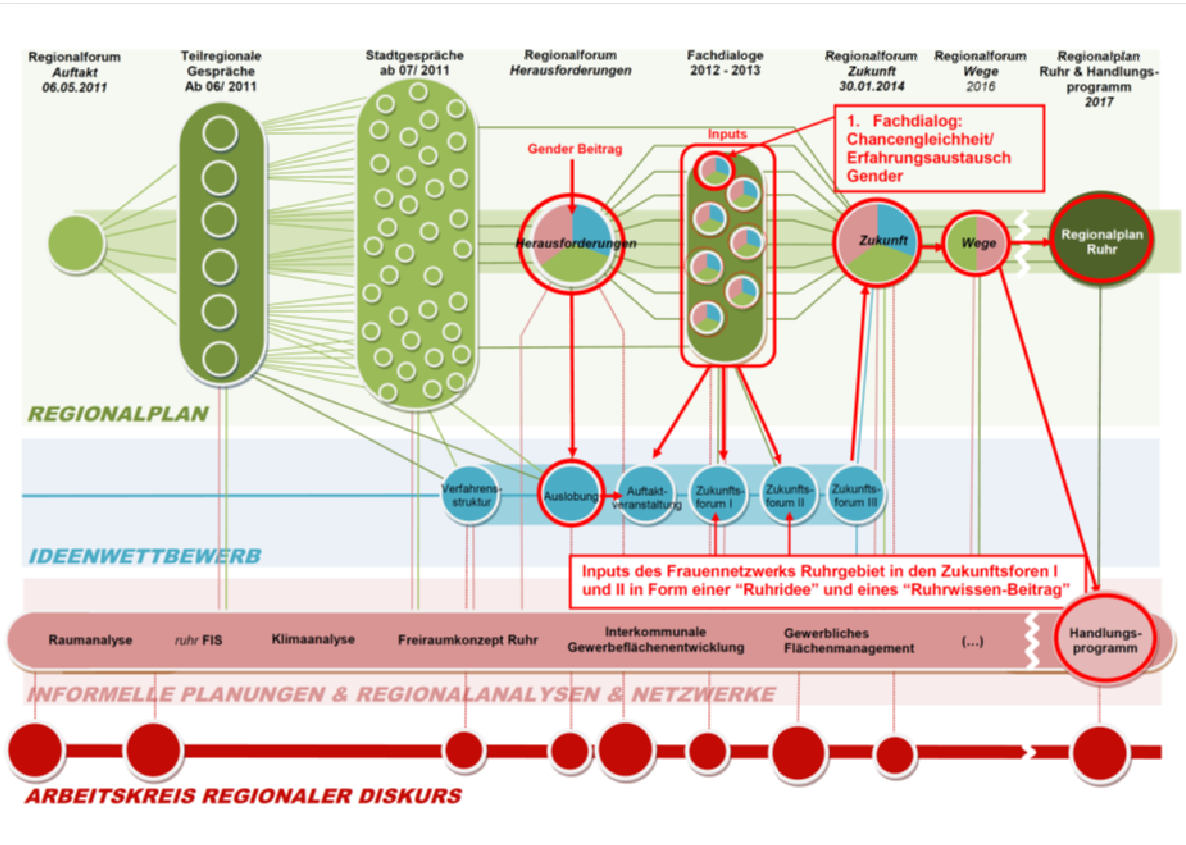 Regionalforum
Auftakt
06.05.2011
Teilregionale
Gespräche
Ab 06/ 2011
Stadtgespräche
ab 07/ 2011
Regionalforum
Herausforderungen
Fachdialoge
2012 - 2013
Regionalforum
Zukunft
30.01.2014
Regionalforum
Wege
2016
Regionalplan
Ruhr & Handlungs-
programm
2017
Inputs
1. Fachdialog:
Chancengleichheit/
Erfahrungsaustausch
Gender
Gender Beitrag
Herausforderungen
Zukunft
Wege
Regionalplan
Ruhr
REGIONALPLAN
Verfahrens-
struktur
Auslobung
Auftakt-
veranstaltung
Zukunfts-
forum I
Zukunfts-
forum II
Zukunfts-
forum III
IDEENWETTBEWERB
Inputs des Frauennetzwerks Ruhrgebiet in den Zukunftsforen I
und II in Form einer "Ruhridee" und eines "Ruhrwissen-Beitrag"
Raumanalyse
ruhr FIS
Klimaanalyse
Freiraumkonzept Ruhr
Interkommunale
Gewerbeflächenentwicklung
Gewerbliches
Flächenmanagement
(...)
Handlungs-
programm
INFORMELLE PLANUNGEN & REGIONALANALYSEN & NETZWERKE
ARBEITSKREIS REGIONALER DISKURS